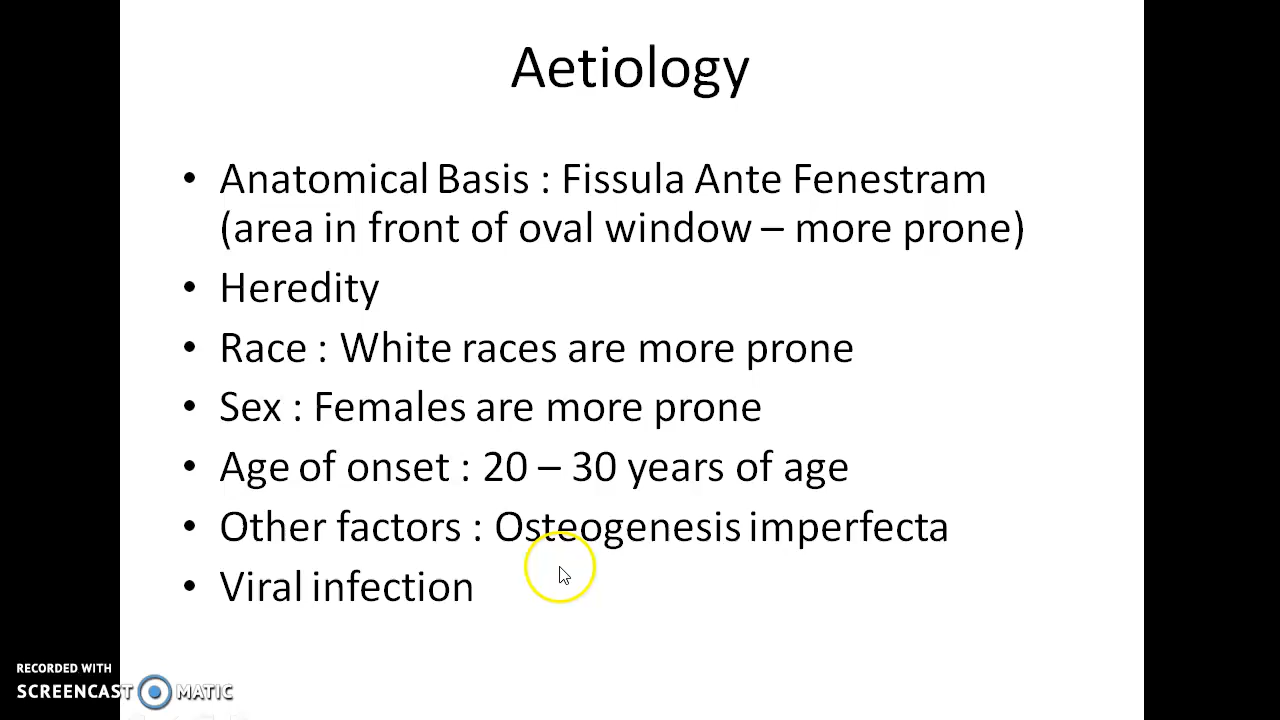 Aetiology
• Anatomical Basis : Fissula Ante Fenestram
(area in front of oval window – more prone)
• Heredity
• Race : White races are more prone
• Sex : Females are more prone
• Age of onset : 20 – 30 years of age
• Other factors : Osteogenesis imperfecta
• Viral infection
RECORDED WITH
SCREENCAST MATIC